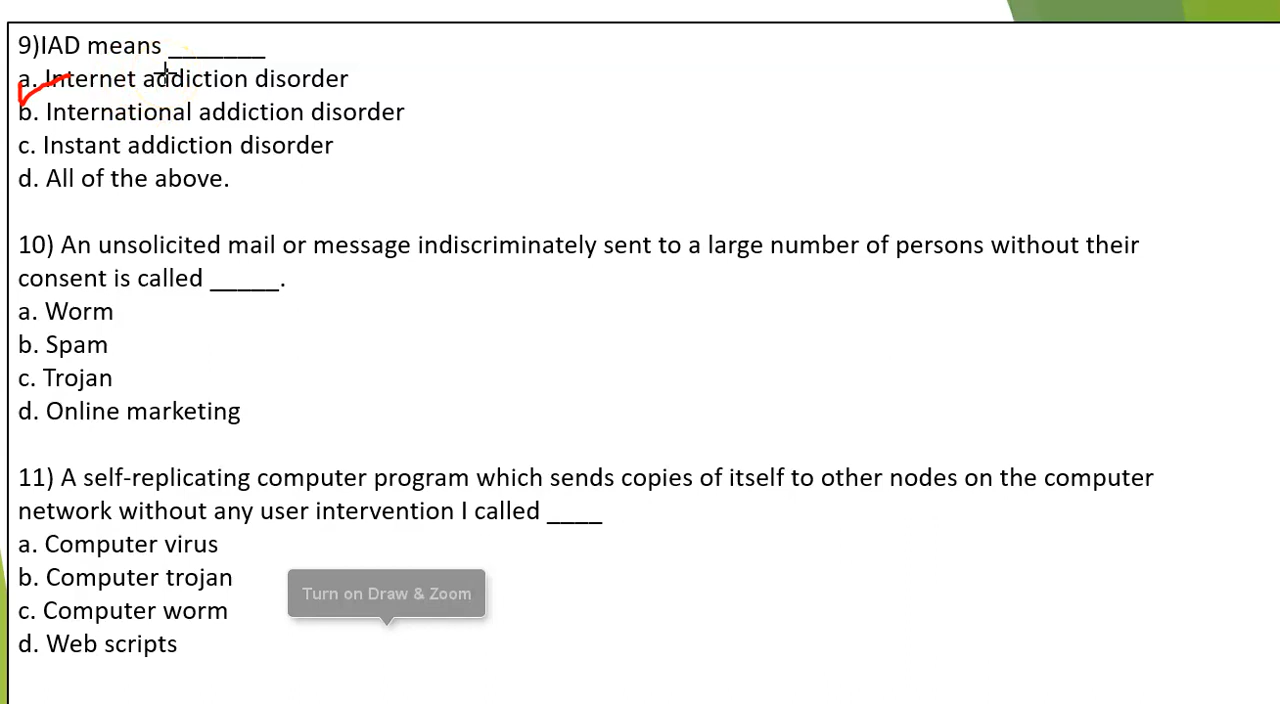 9)IAD means _______
a. Internet addiction disorder
b. International addiction disorder
c. Instant addiction disorder
d. All of the above.
10) An unsolicited mail or message indiscriminately sent to a large number of persons without their
consent is called _____.
a. Worm
b. Spam
c. Trojan
d. Online marketing
11) A self-replicating computer program which sends copies of itself to other nodes on the computer
network without any user intervention I called ____
a. Computer virus
b. Computer trojan
Turn on Draw & Zoom
c. Computer worm
d. Web scripts